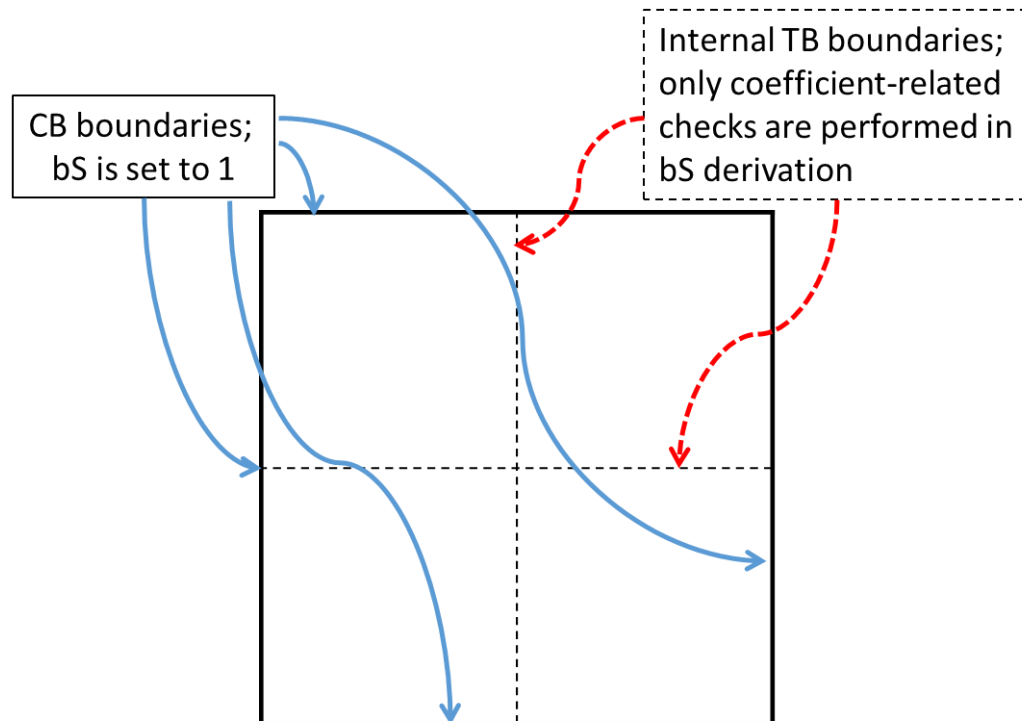 CB boundaries;
bS is set to 1
Internal TB boundaries;
only coefficient-related
checks are performed in
bS derivation